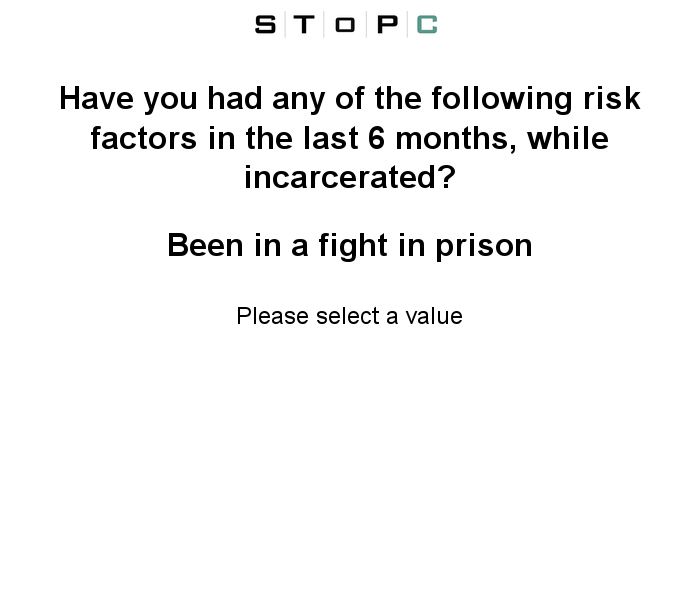 STOPC
Have you had any of the following risk
factors in the last 6 months, while
incarcerated?
Been in a fight in prison
Please select a value